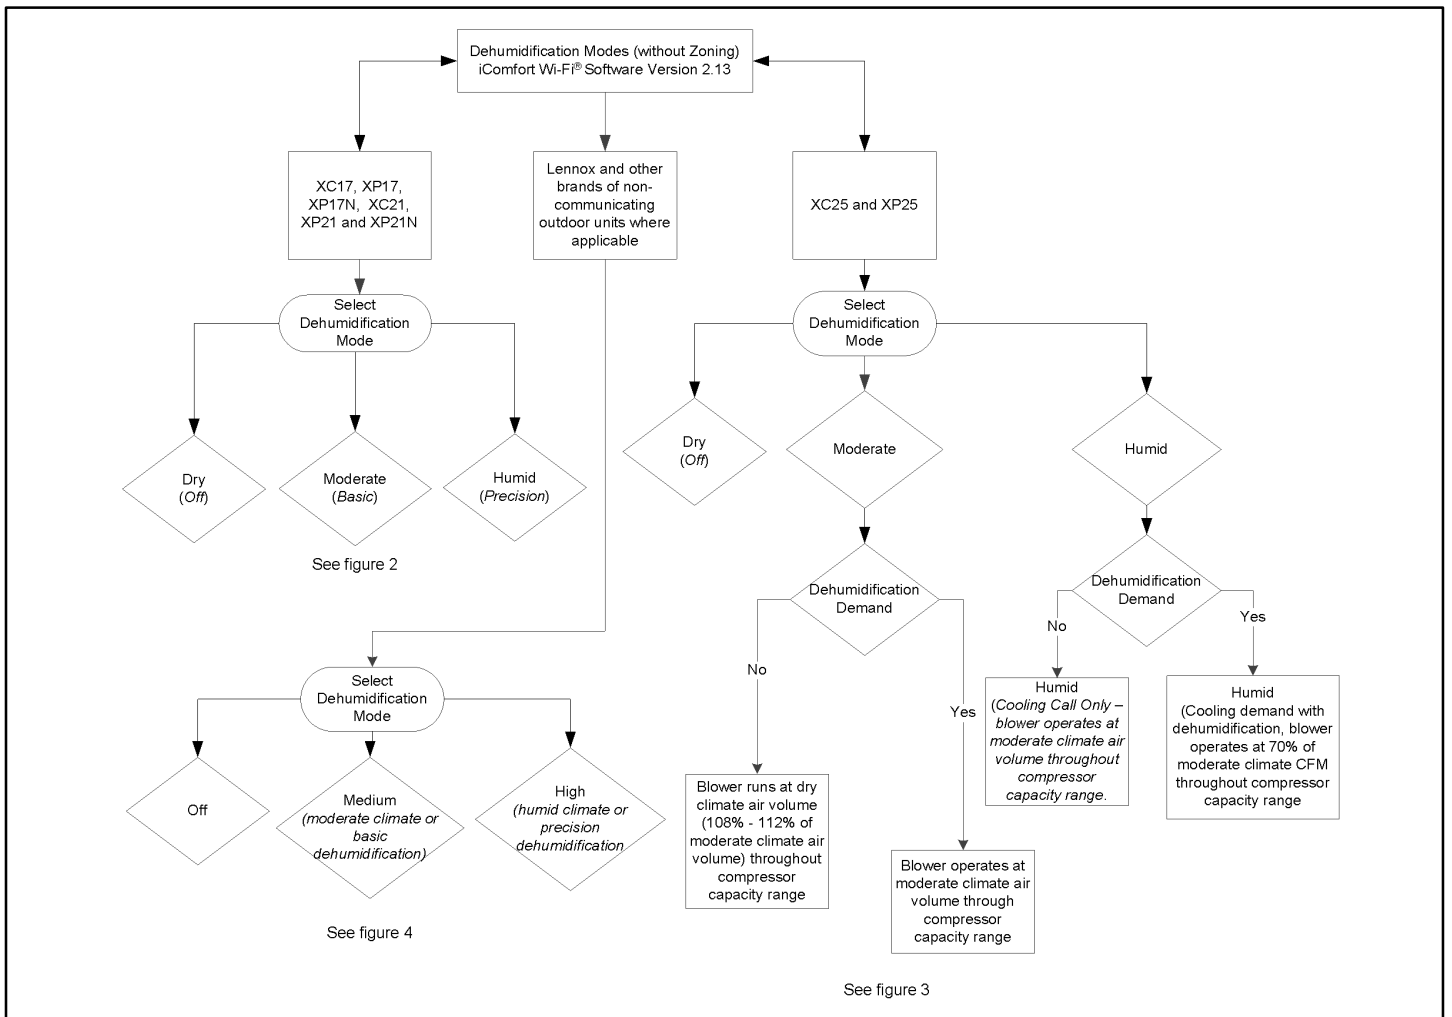 Dehumidification Modes (without Zoning)
iComfort Wi-Fi® Software Version 2.13
XC17, XP17,
XP17N, XC21,
XP21 and XP21N
Lennox and other
brands of non-
communicating
outdoor units where
applicable
XC25 and XP25
Select
Dehumidification
Mode
Dry
(Off)
Moderate
(Basic)
Humid
(Precision)
See figure 2
Select
Dehumidification
Mode
Off
Medium
(moderate climate or
basic
dehumidification)
High
(humid climate or
precision
dehumidification
See figure 4
Select
Dehumidification
Mode
Dry
(Off)
Moderate
Humid
Dehumidification
Demand
No
Yes
Blower runs at dry
climate air volume
(108% - 112% of
moderate climate air
volume) throughout
compressor
capacity range
Blower operates at
moderate climate air
volume through
compressor
capacity range
Dehumidification
Demand
No
Yes
Humid
(Cooling Call Only –
blower operates at
moderate climate air
volume throughout
compressor
capacity range.
Humid
(Cooling demand with
dehumidification, blower
operates at 70% of
moderate climate CFM
throughout compressor
capacity range
See figure 3